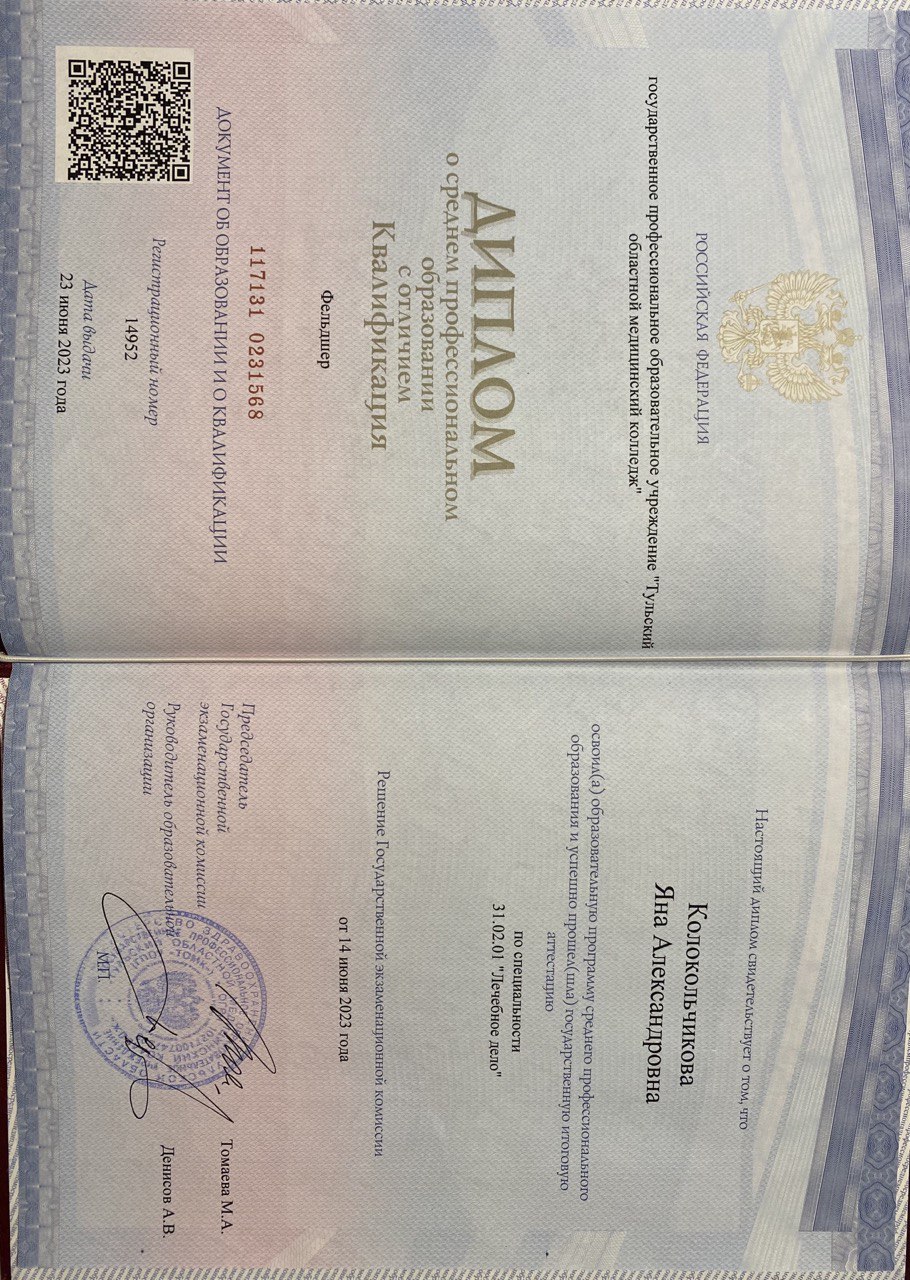 РОССИЙСКАЯ ФЕДЕРАЦИЯ
государственное профессиональное образовательное учреждение "Тульский
областной медицинский колледж"
ДИПЛОМ
о среднем профессиональном
образовании
с отличием
Квалификация
Фельдшер
117131 0231568
ДОКУМЕНТ ОБ ОБРАЗОВАНИИ И О КВАЛИФИКАЦИИ
Регистрационный номер
14952
Дата выдачи
23 июня 2023 года
Настоящий диплом свидетельствует о том, что
Колокольчикова
Яна Александровна
освоил(а) образовательную программу среднего профессионального
образования и успешно прошел(шла) государственную итоговую
аттестацию
по специальности
31.02.01 "Лечебное дело"
Решение Государственной экзаменационной комиссии
от 14 июня 2023 года
Председатель
Государственной
экзаменационной комиссии
Томаева М.А.
Руководитель образовательной
организации
Денисов А.В.
М.П.